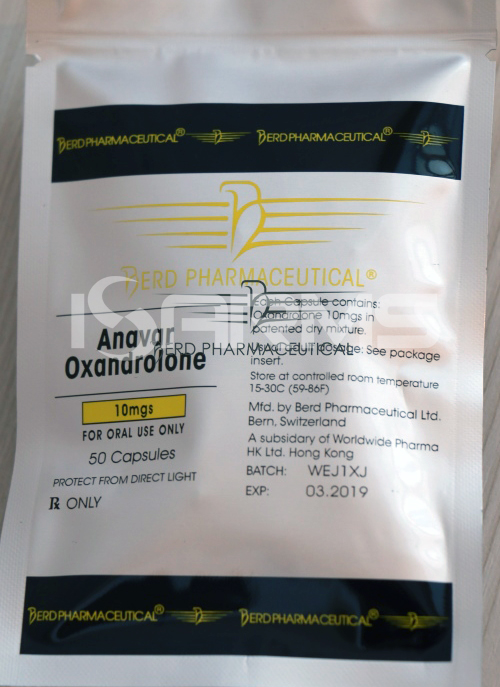 BERD PHARMACEUTICAL® BERD PHARMACEUTICAL®
BERD PHARMACEUTICAL®
Anavar
Oxandrolone
10mgs
FOR ORAL USE ONLY
50 Capsules
PROTECT FROM DIRECT LIGHT
℞ ONLY
Each Capsule contains:
Oxandrolone 10mgs in
patented dry mixture.
See package
insert.
Store at controlled room temperature
15-30C (59-86F)
Mfd. by Berd Pharmaceutical Ltd.
Bern, Switzerland
A subsidary of Worldwide Pharma
HK Ltd. Hong Kong
BATCH: WEJ1XJ
EXP: 03.2019
BERD PHARMACEUTICAL
BERD PHARMACEUTICAL® BERD PHARMACEUTICAL®